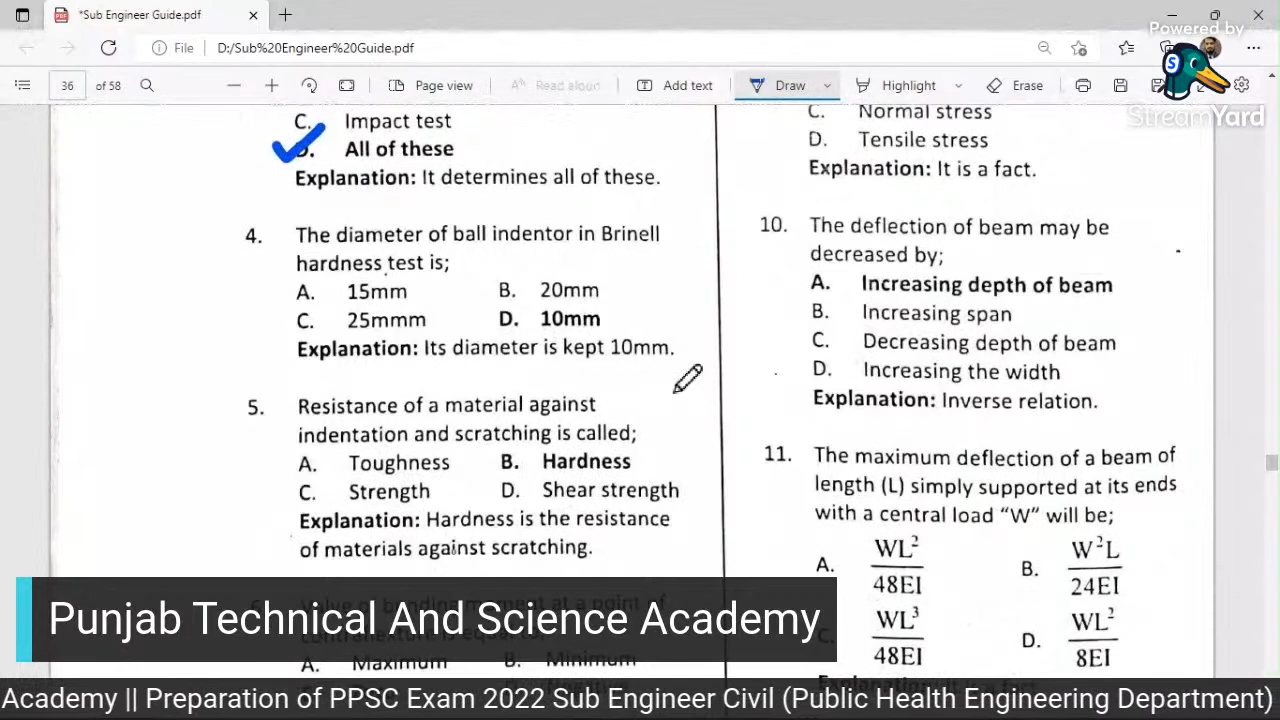 *Sub Engineer Guide.pdf
File
D:/Sub%20Engineer%20Guide.pdf
Powered by
StreamYard
36 of 58
Page view
Read aloud
Add text
Draw
Highlight
Erase
C. Impact test
D. All of these
Explanation: It determines all of these.
4. The diameter of ball indentor in Brinell
hardness test is;
A. 15mm B. 20mm
C. 25mmm D. 10mm
Explanation: Its diameter is kept 10mm.
5. Resistance of a material against
indentation and scratching is called;
A. Toughness B. Hardness
C. Strength D. Shear strength
Explanation: Hardness is the resistance
of materials against scratching.
A. Maximum B. Minimum
C. Normal stress
D. Tensile stress
Explanation: It is a fact.
10. The deflection of beam may be
decreased by;
A. Increasing depth of beam
B. Increasing span
C. Decreasing depth of beam
D. Increasing the width
Explanation: Inverse relation.
11. The maximum deflection of a beam of
length (L) simply supported at its ends
with a central load “W” will be;
A. WL²/48EI B. W²L/24EI
C. WL³/48EI D. WL²/8EI
Punjab Technical And Science Academy
Academy || Preparation of PPSC Exam 2022 Sub Engineer Civil (Public Health Engineering Department)